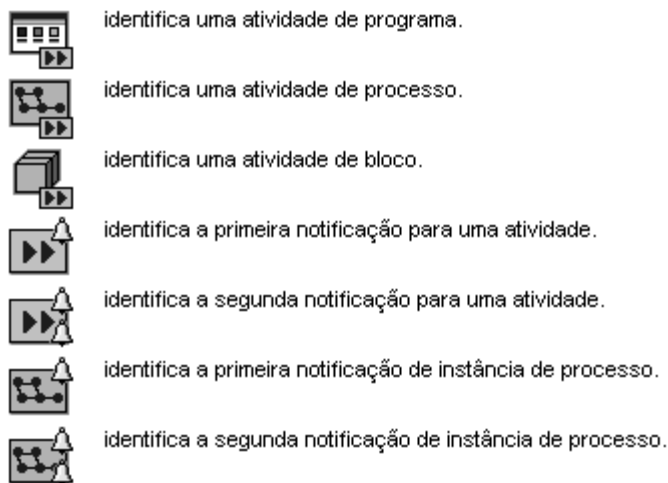 identifica uma atividade de programa.
identifica uma atividade de processo.
identifica uma atividade de bloco.
identifica a primeira notificação para uma atividade.
identifica a segunda notificação para uma atividade.
identifica a primeira notificação de instância de processo.
identifica a segunda notificação de instância de processo.